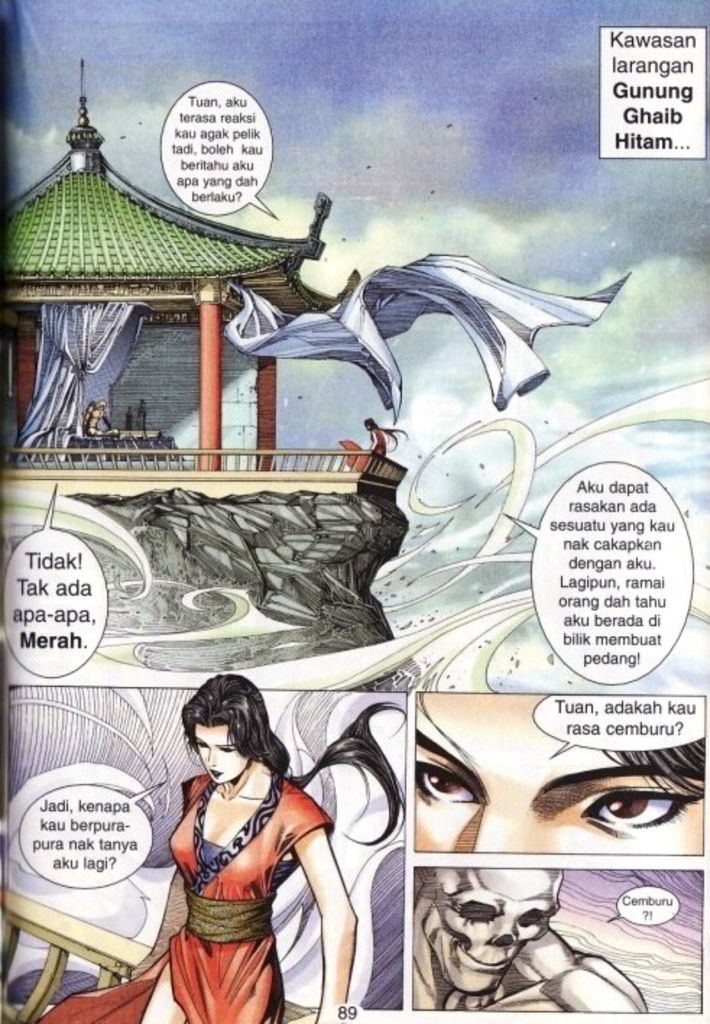 Kawasan
larangan
Gunung
Ghaib
Hitam...
Tuan, aku
terasa reaksi
kau agak pelik
tadi, boleh kau
beritahu aku
apa yang dah
berlaku?
Tidak!
Tak ada
apa-apa,
Merah.
Aku dapat
rasakan ada
sesuatu yang kau
nak cakapkan
dengan aku.
Lagipun, ramai
orang dah tahu
aku berada di
bilik membuat
pedang!
Jadi, kenapa
kau berpura-
pura nak tanya
aku lagi?
Tuan, adakah kau
rasa cemburu?
Cemburu
?!
89